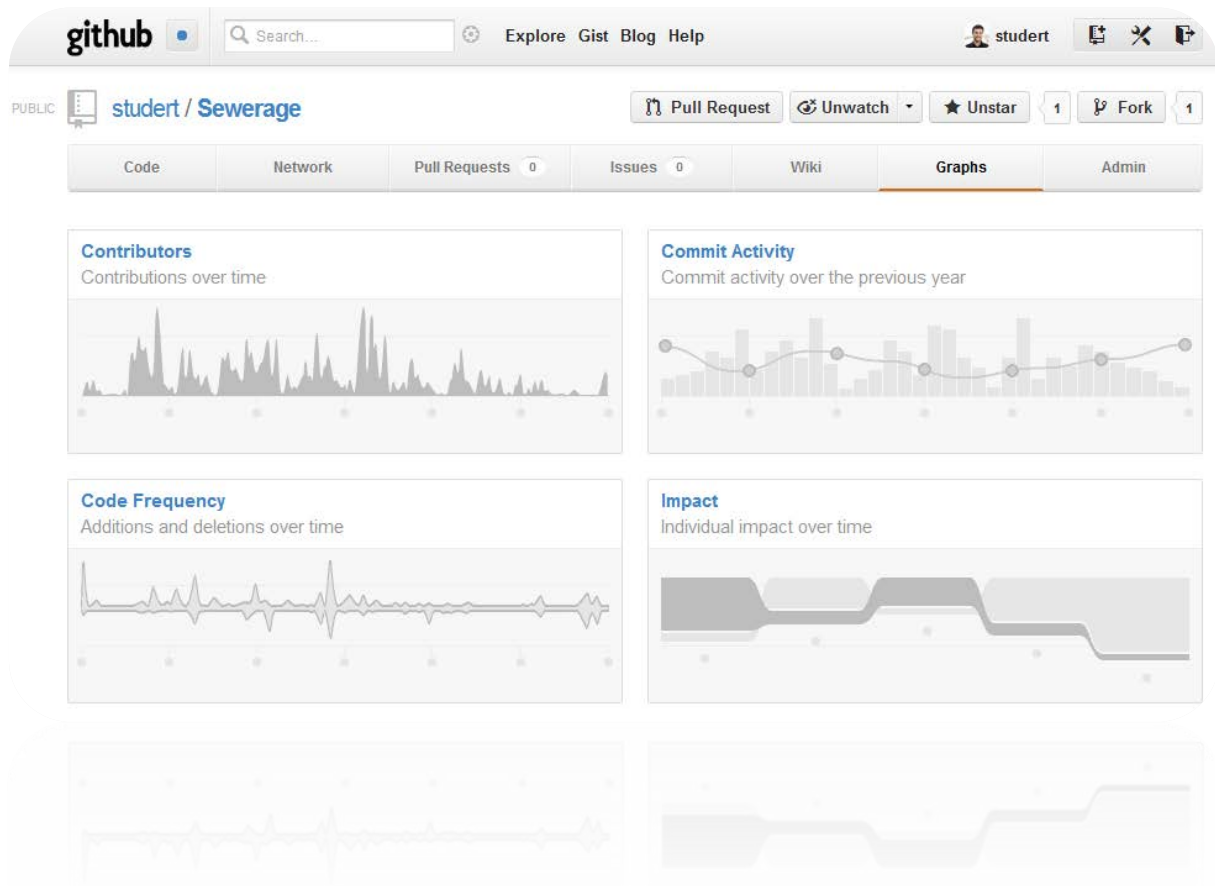 github Search... Explore Gist Blog Help studert
PUBLIC studert / Sewerage Pull Request Unwatch Unstar 1 Fork 1
Code Network Pull Requests 0 Issues 0 Wiki Graphs Admin
Contributors
Contributions over time
Commit Activity
Commit activity over the previous year
Code Frequency
Additions and deletions over time
Impact
Individual impact over time